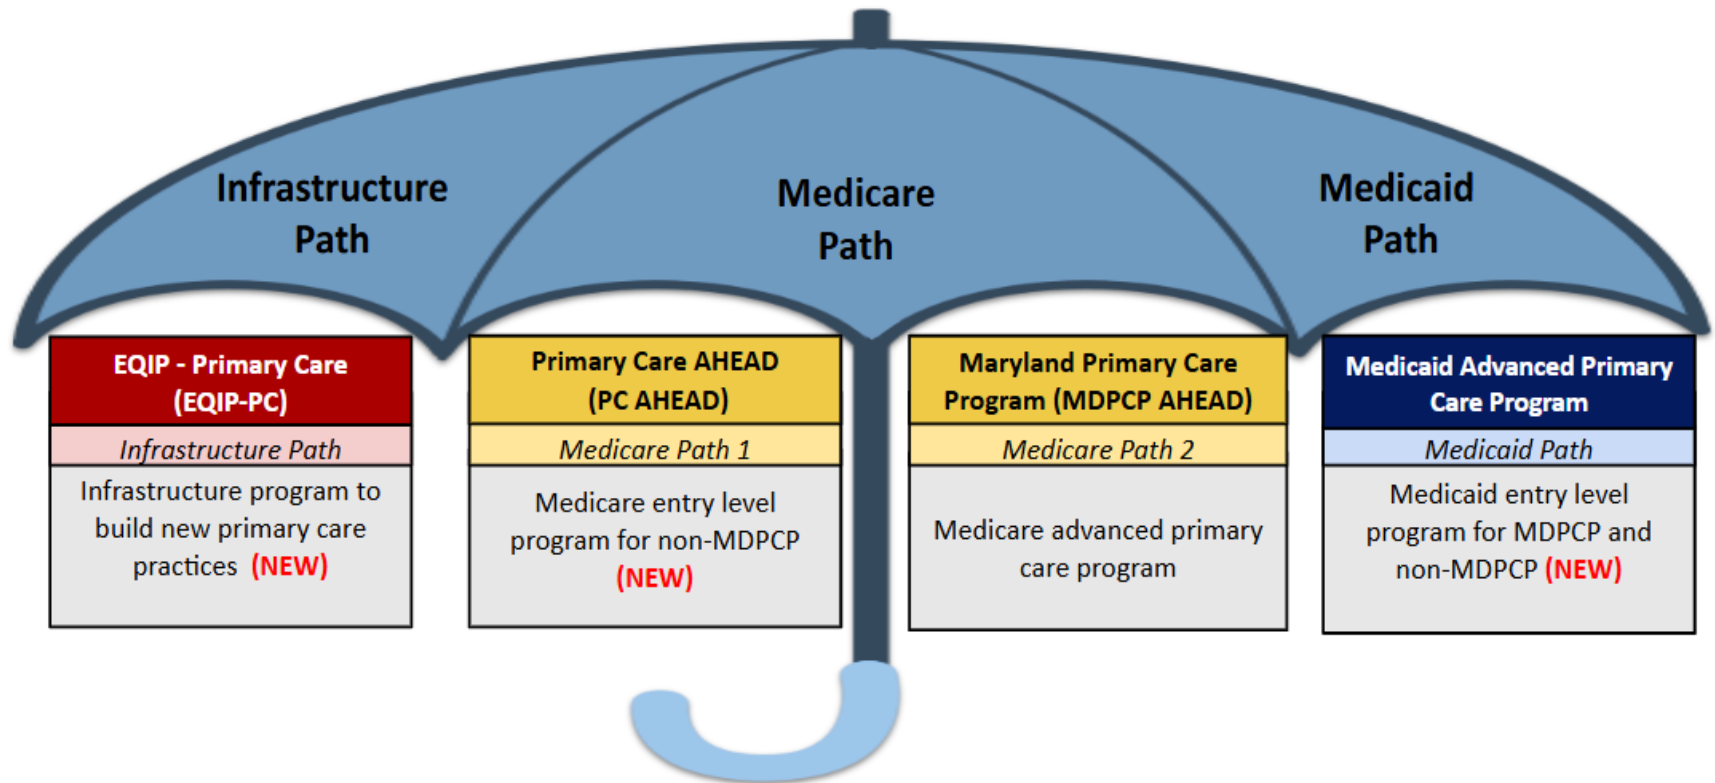 Infrastructure
Path
Medicare
Path
Medicaid
Path
EQIP - Primary Care
(EQIP-PC)
Infrastructure Path
Infrastructure program to
build new primary care
practices (NEW)
Primary Care AHEAD
(PC AHEAD)
Medicare Path 1
Medicare entry level
program for non-MDPCP
(NEW)
Maryland Primary Care
Program (MDPCP AHEAD)
Medicare Path 2
Medicare advanced primary
care program
Medicaid Advanced Primary
Care Program
Medicaid Path
Medicaid entry level
program for MDPCP and
non-MDPCP (NEW)